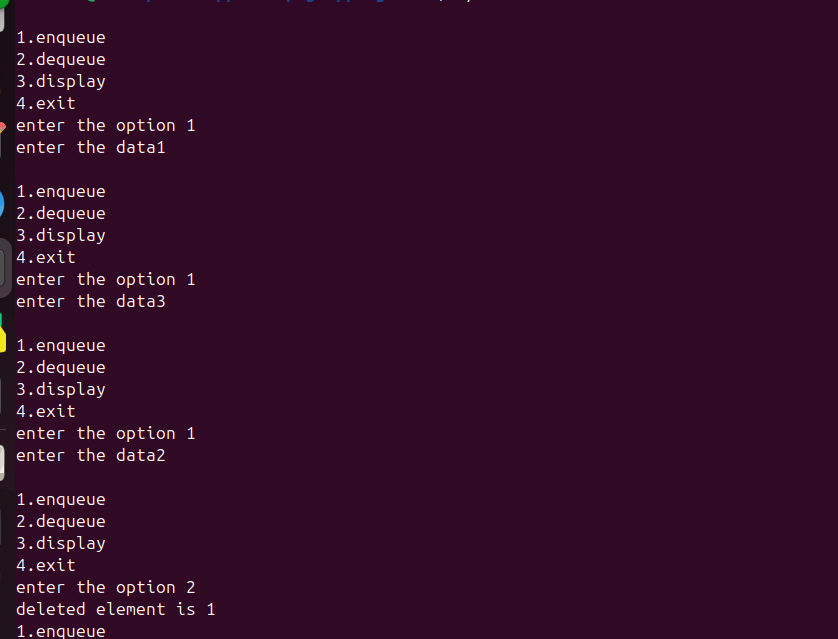 1.enqueue
2.dequeue
3.display
4.exit
enter the option 1
enter the data1
1.enqueue
2.dequeue
3.display
4.exit
enter the option 1
enter the data3
1.enqueue
2.dequeue
3.display
4.exit
enter the option 1
enter the data2
1.enqueue
2.dequeue
3.display
4.exit
enter the option 2
deleted element is 1
1.enqueue